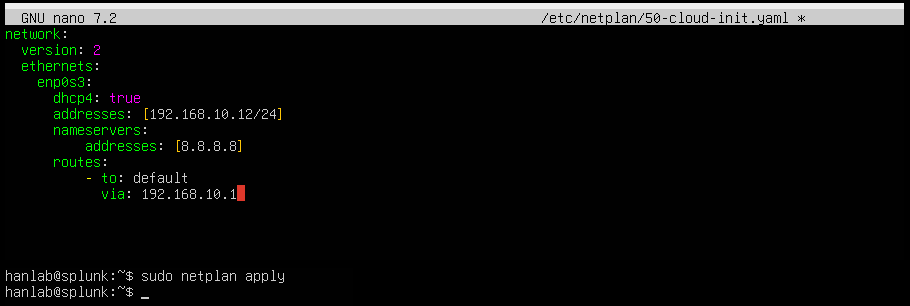 GNU nano 7.2 /etc/netplan/50-cloud-init.yaml *
network:
  version: 2
  ethernets:
    enp0s3:
      dhcp4: true
      addresses: [192.168.10.12/24]
      nameservers:
          addresses: [8.8.8.8]
      routes:
          - to: default
            via: 192.168.10.1
hanlab@splunk:~$ sudo netplan apply
hanlab@splunk:~$ _